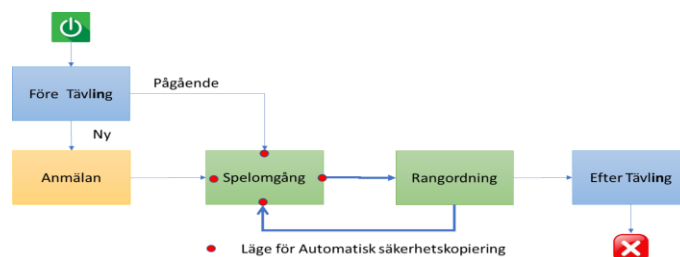 Före Tävling
Pågående
Ny
Anmälan
Spelomgång
Rangordning
Efter Tävling
Läge för Automatisk säkerhetskopiering